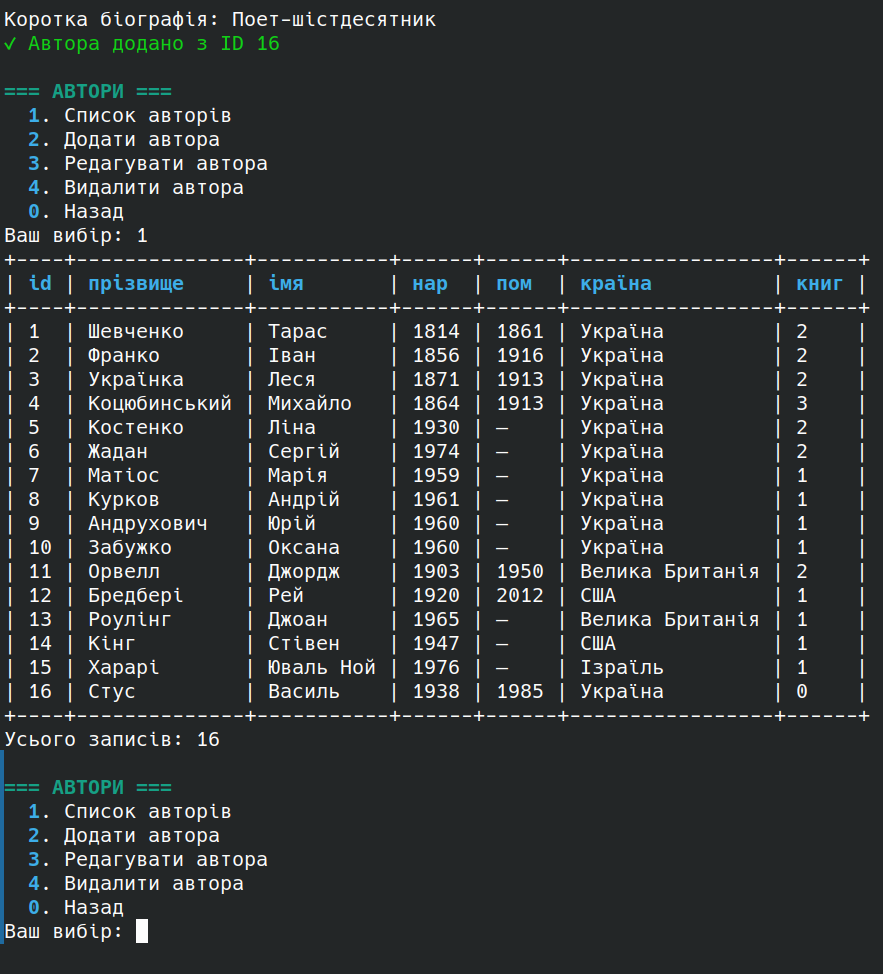 Коротка біографія: Поет-шістдесятник
✓ Автора додано з ID 16
=== АВТОРИ ===
1. Список авторів
2. Додати автора
3. Редагувати автора
4. Видалити автора
0. Назад
Ваш вибір: 1
+----+--------------+-----------+------+------+-----------------+------+
| id | прізвище     | імя       | нар  | пом  | країна          | книг |
+----+--------------+-----------+------+------+-----------------+------+
| 1  | Шевченко     | Тарас     | 1814 | 1861 | Україна         | 2    |
| 2  | Франко       | Іван      | 1856 | 1916 | Україна         | 2    |
| 3  | Українка     | Леся      | 1871 | 1913 | Україна         | 2    |
| 4  | Коцюбинський | Михайло   | 1864 | 1913 | Україна         | 3    |
| 5  | Костенко     | Ліна      | 1930 | —    | Україна         | 2    |
| 6  | Жадан        | Сергій    | 1974 | —    | Україна         | 2    |
| 7  | Матіос       | Марія     | 1959 | —    | Україна         | 1    |
| 8  | Курков       | Андрій    | 1961 | —    | Україна         | 1    |
| 9  | Андрухович   | Юрій      | 1960 | —    | Україна         | 1    |
| 10 | Забужко      | Оксана    | 1960 | —    | Україна         | 1    |
| 11 | Орвелл       | Джордж    | 1903 | 1950 | Велика Британія | 2    |
| 12 | Бредбері     | Рей       | 1920 | 2012 | США             | 1    |
| 13 | Роулінг      | Джоан     | 1965 | —    | Велика Британія | 1    |
| 14 | Кінг         | Стівен    | 1947 | —    | США             | 1    |
| 15 | Харарі       | Юваль Ной | 1976 | —    | Ізраїль         | 1    |
| 16 | Стус         | Василь    | 1938 | 1985 | Україна         | 0    |
+----+--------------+-----------+------+------+-----------------+------+
Усього записів: 16
=== АВТОРИ ===
1. Список авторів
2. Додати автора
3. Редагувати автора
4. Видалити автора
0. Назад
Ваш вибір: